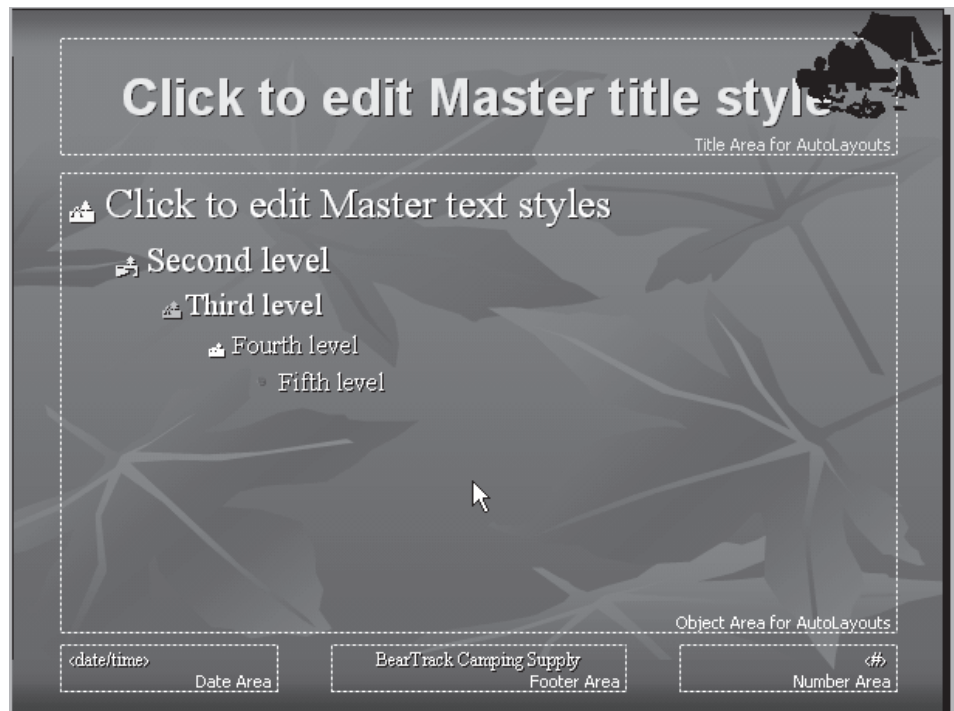 Click to edit Master title style
Title Area for AutoLayouts
Click to edit Master text styles
Second level
Third level
Fourth level
Fifth level
Object Area for AutoLayouts
<date/time>
Date Area
BearTrack Camping Supply
Footer Area
<#>
Number Area